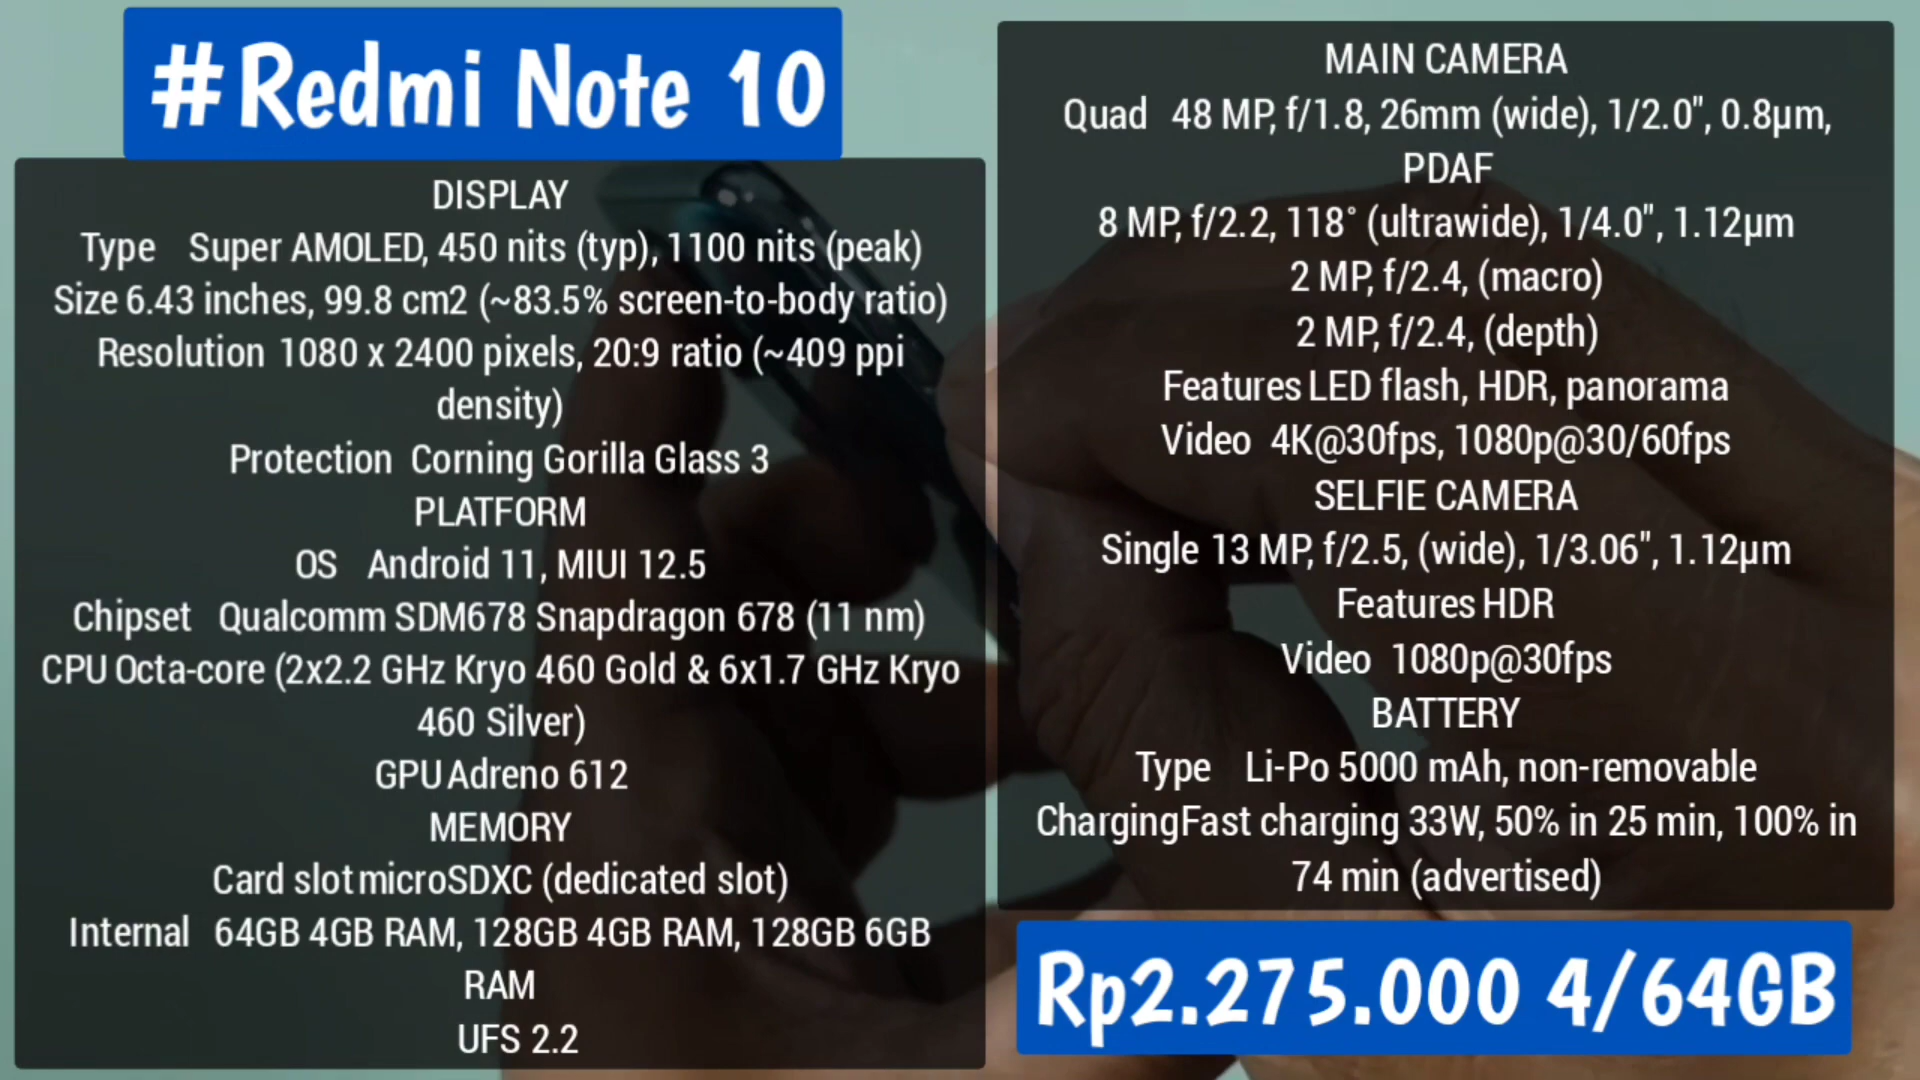 #Redmi Note 10
DISPLAY
Type Super AMOLED, 450 nits (typ), 1100 nits (peak)
Size 6.43 inches, 99.8 cm2 (~83.5% screen-to-body ratio)
Resolution 1080 x 2400 pixels, 20:9 ratio (~409 ppi
density)
Protection Corning Gorilla Glass 3
PLATFORM
OS Android 11, MIUI 12.5
Chipset Qualcomm SDM678 Snapdragon 678 (11 nm)
CPU Octa-core (2x2.2 GHz Kryo 460 Gold & 6x1.7 GHz Kryo
460 Silver)
GPU Adreno 612
MEMORY
Card slot microSDXC (dedicated slot)
Internal 64GB 4GB RAM, 128GB 4GB RAM, 128GB 6GB
RAM
UFS 2.2
MAIN CAMERA
Quad 48 MP, f/1.8, 26mm (wide), 1/2.0", 0.8µm,
PDAF
8 MP, f/2.2, 118˚ (ultrawide), 1/4.0", 1.12µm
2 MP, f/2.4, (macro)
2 MP, f/2.4, (depth)
Features LED flash, HDR, panorama
Video 4K@30fps, 1080p@30/60fps
SELFIE CAMERA
Single 13 MP, f/2.5, (wide), 1/3.06", 1.12µm
Features HDR
Video 1080p@30fps
BATTERY
Type Li-Po 5000 mAh, non-removable
ChargingFast charging 33W, 50% in 25 min, 100% in
74 min (advertised)
Rp2.275.000 4/64GB